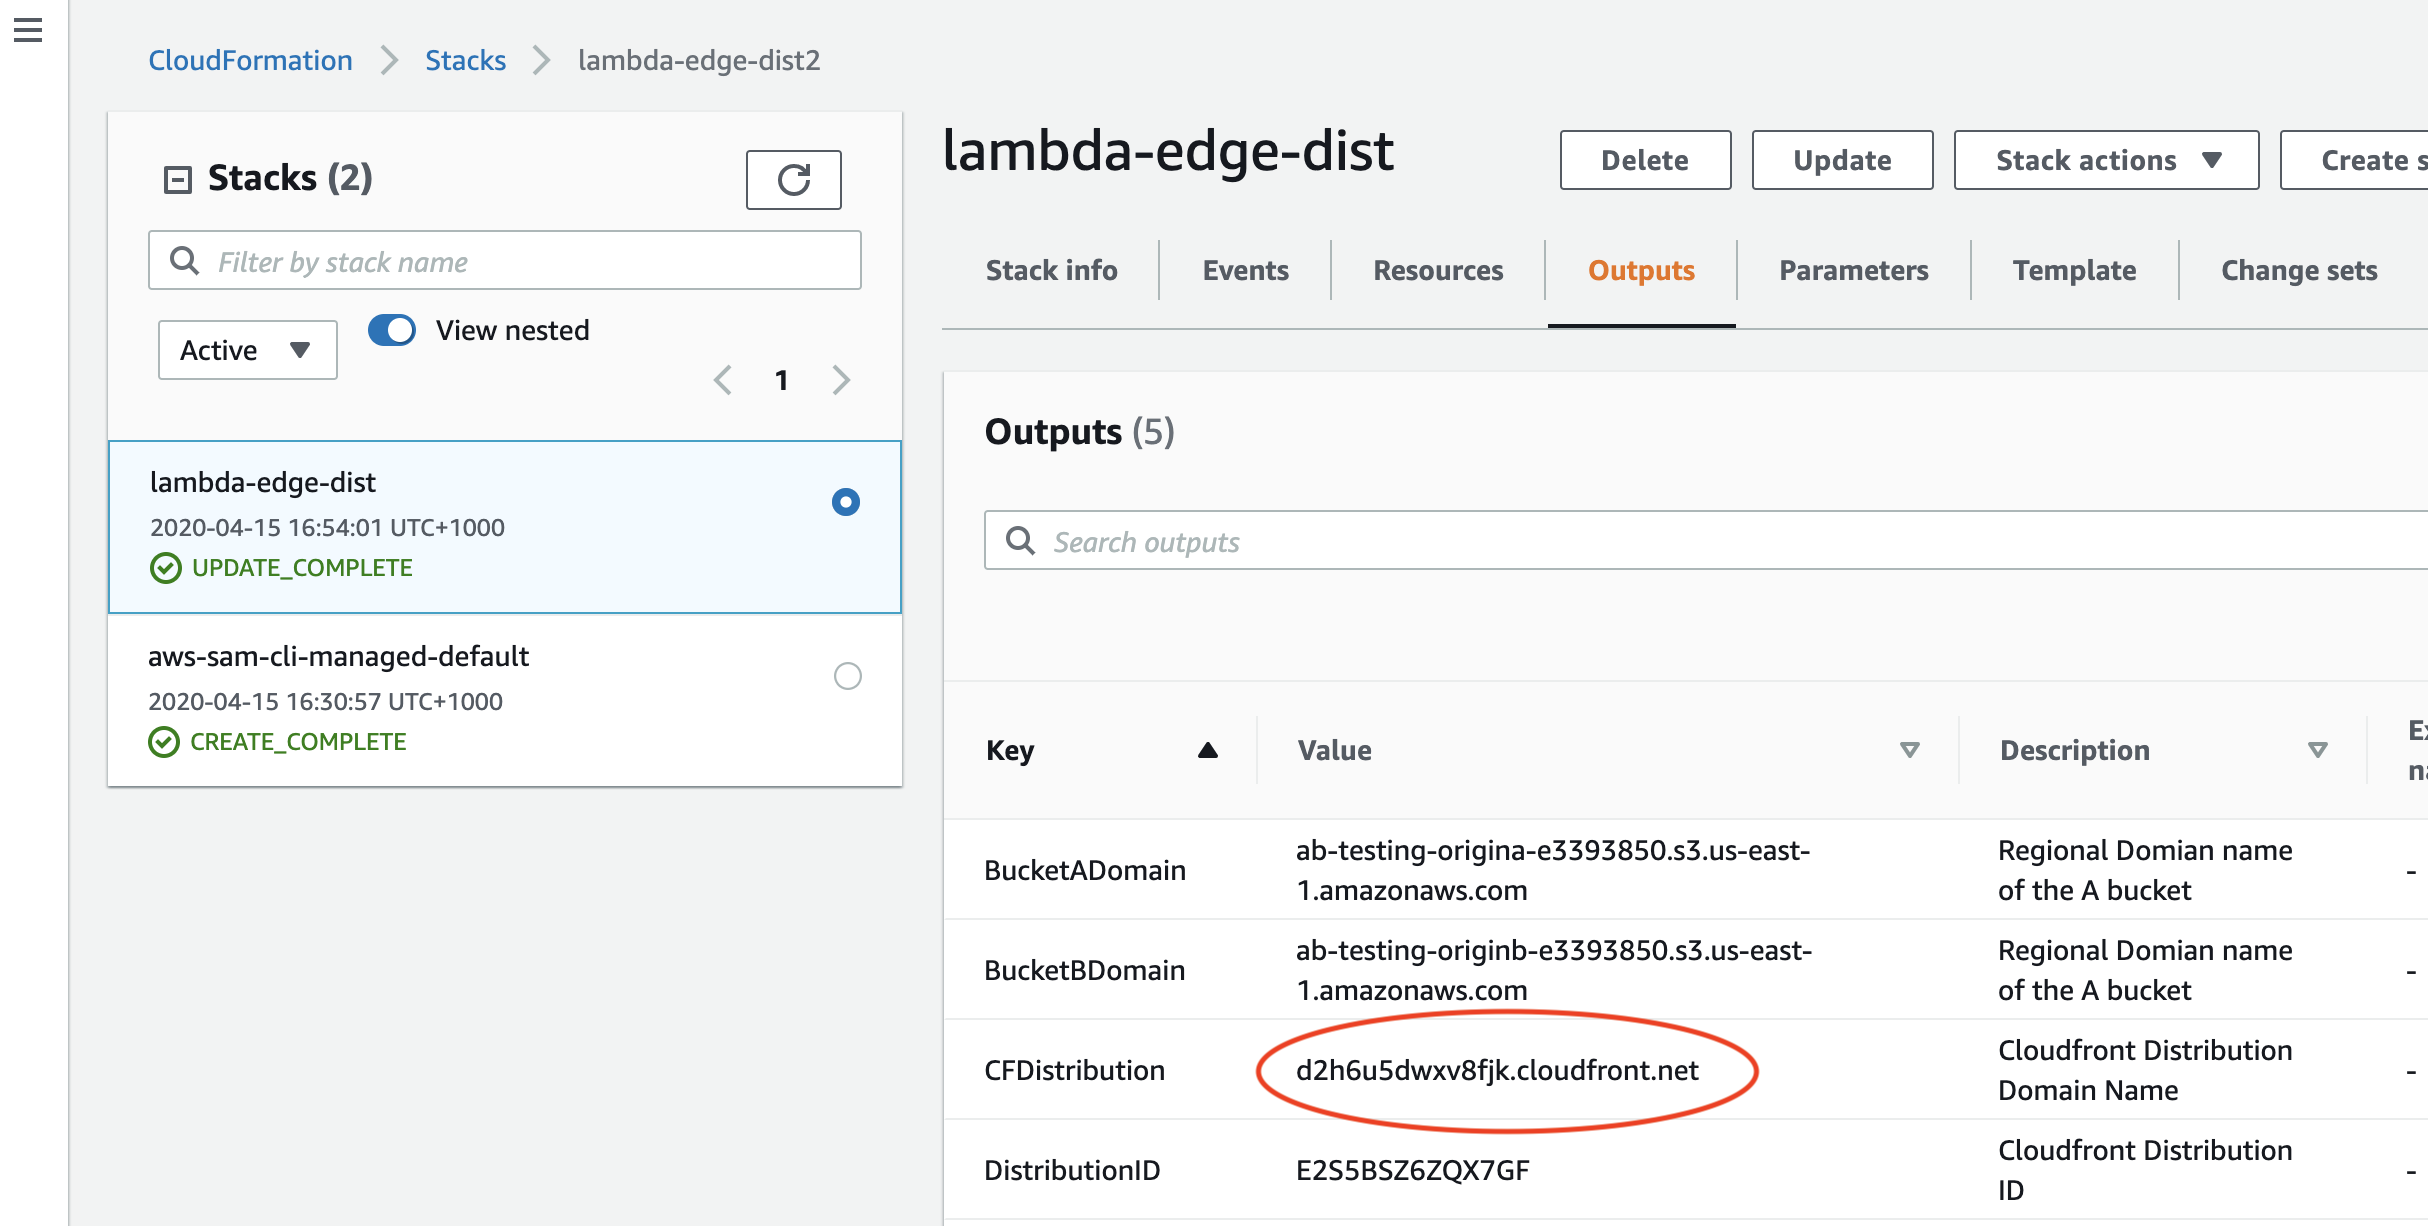 CloudFormation > Stacks > lambda-edge-dist2
Stacks (2)
Filter by stack name
Active
View nested
1
lambda-edge-dist
2020-04-15 16:54:01 UTC+1000
UPDATE_COMPLETE
aws-sam-cli-managed-default
2020-04-15 16:30:57 UTC+1000
CREATE_COMPLETE
lambda-edge-dist
Delete
Update
Stack actions
Create s
Stack info
Events
Resources
Outputs
Parameters
Template
Change sets
Outputs (5)
Search outputs
Key
Value
Description
BucketADomain
ab-testing-origina-e3393850.s3.us-east-
1.amazonaws.com
Regional Domian name
of the A bucket
-
BucketBDomain
ab-testing-originb-e3393850.s3.us-east-
1.amazonaws.com
Regional Domian name
of the A bucket
-
CFDistribution
d2h6u5dwxv8fjk.cloudfront.net
Cloudfront Distribution
Domain Name
-
DistributionID
E2S5BSZ6ZQX7GF
Cloudfront Distribution
ID
-